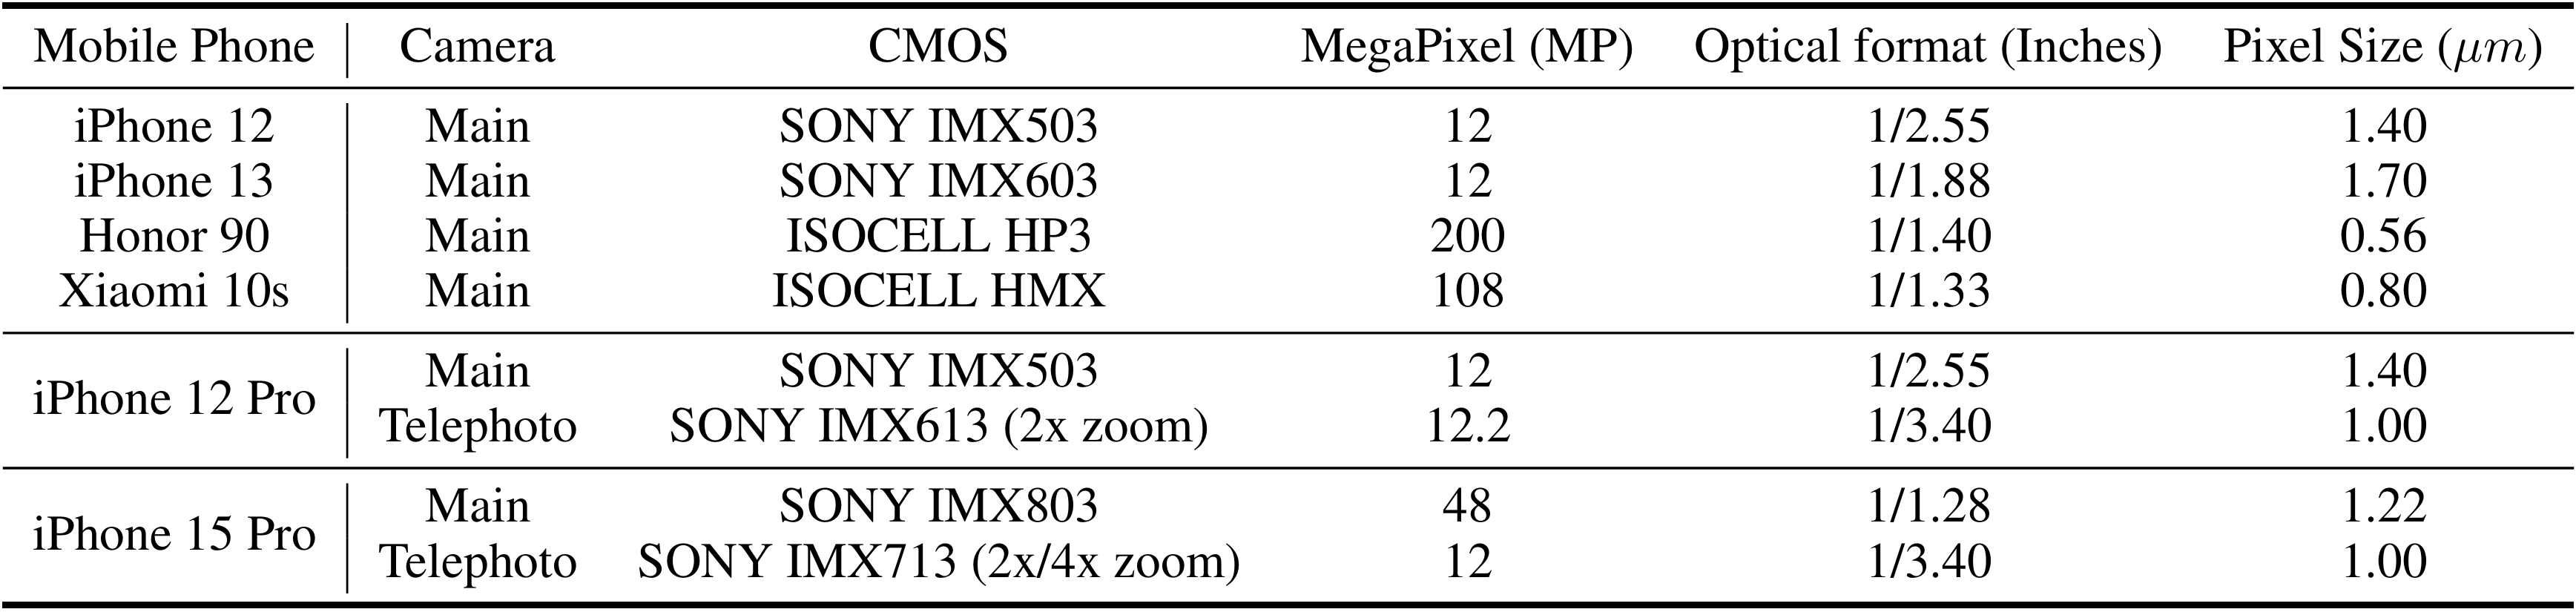 Mobile Phone Camera CMOS MegaPixel (MP) Optical format (Inches) Pixel Size (μm)
iPhone 12 Main SONY IMX503 12 1/2.55 1.40
iPhone 13 Main SONY IMX603 12 1/1.88 1.70
Honor 90 Main ISOCELL HP3 200 1/1.40 0.56
Xiaomi 10s Main ISOCELL HMX 108 1/1.33 0.80
iPhone 12 Pro
Main SONY IMX503 12 1/2.55 1.40
Telephoto SONY IMX613 (2x zoom) 12.2 1/3.40 1.00
iPhone 15 Pro
Main SONY IMX803 48 1/1.28 1.22
Telephoto SONY IMX713 (2x/4x zoom) 12 1/3.40 1.00